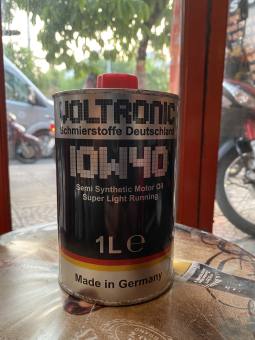 VOLTRONIC
Schmierstoffe Deutschland
10W40
Semi Synthetic Motor Oil
Super Light Running
1L ℮
Made in Germany